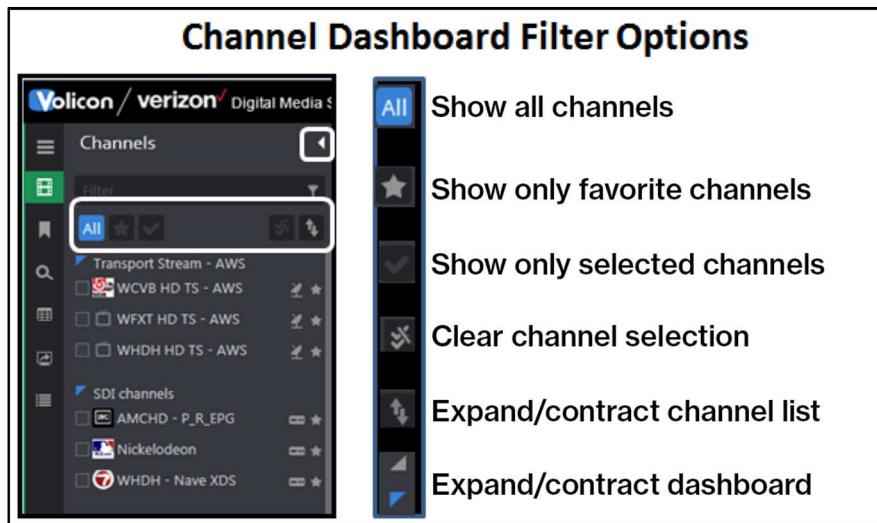 Channel Dashboard Filter Options
Volicon / verizon✓ Digital Media S
Channels
Filter
All
Transport Stream - AWS
WCVB HD TS - AWS
WFXT HD TS - AWS
WHDH HD TS - AWS
SDI channels
AMCHD - P_R_EPG
Nickelodeon
WHDH - Nave XDS
All Show all channels
Show only favorite channels
Show only selected channels
Clear channel selection
Expand/contract channel list
Expand/contract dashboard